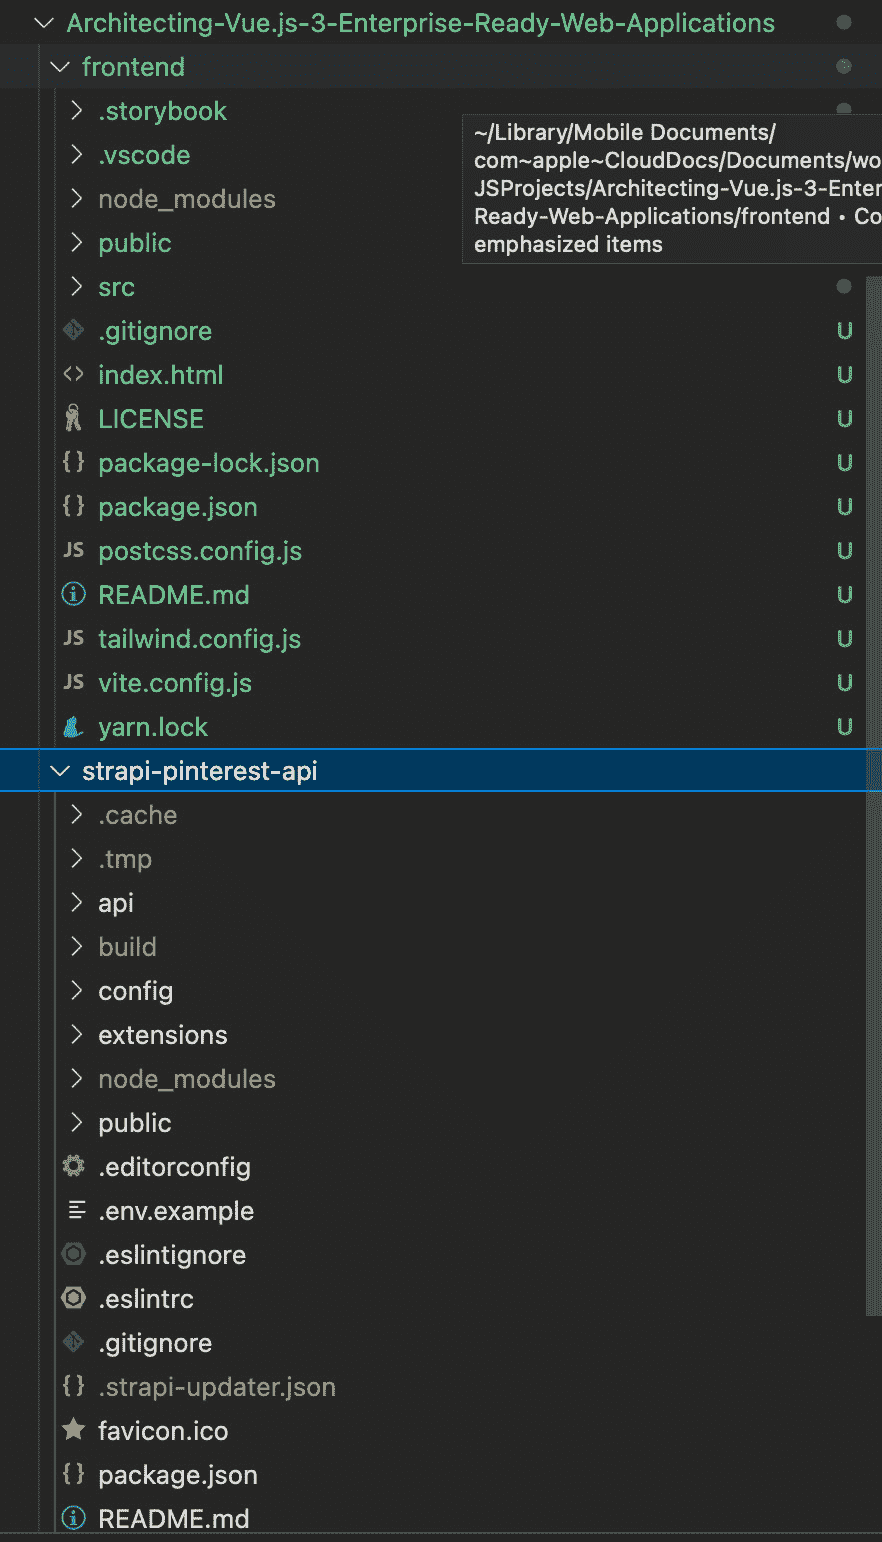 Architecting-Vue.js-3-Enterprise-Ready-Web-Applications
frontend
.storybook
~/Library/Mobile Documents/
com~apple~CloudDocs/Documents/wo
JSProjects/Architecting-Vue.js-3-Enter
Ready-Web-Applications/frontend • Co
emphasized items
.vscode
node_modules
public
src
.gitignore U
index.html U
LICENSE U
{} package-lock.json U
{} package.json U
JS postcss.config.js U
README.md U
JS tailwind.config.js U
JS vite.config.js U
yarn.lock U
strapi-pinterest-api
.cache
.tmp
api
build
config
extensions
node_modules
public
.editorconfig
.env.example
.eslintignore
.eslintrc
.gitignore
{} .strapi-updater.json
favicon.ico
{} package.json
README.md